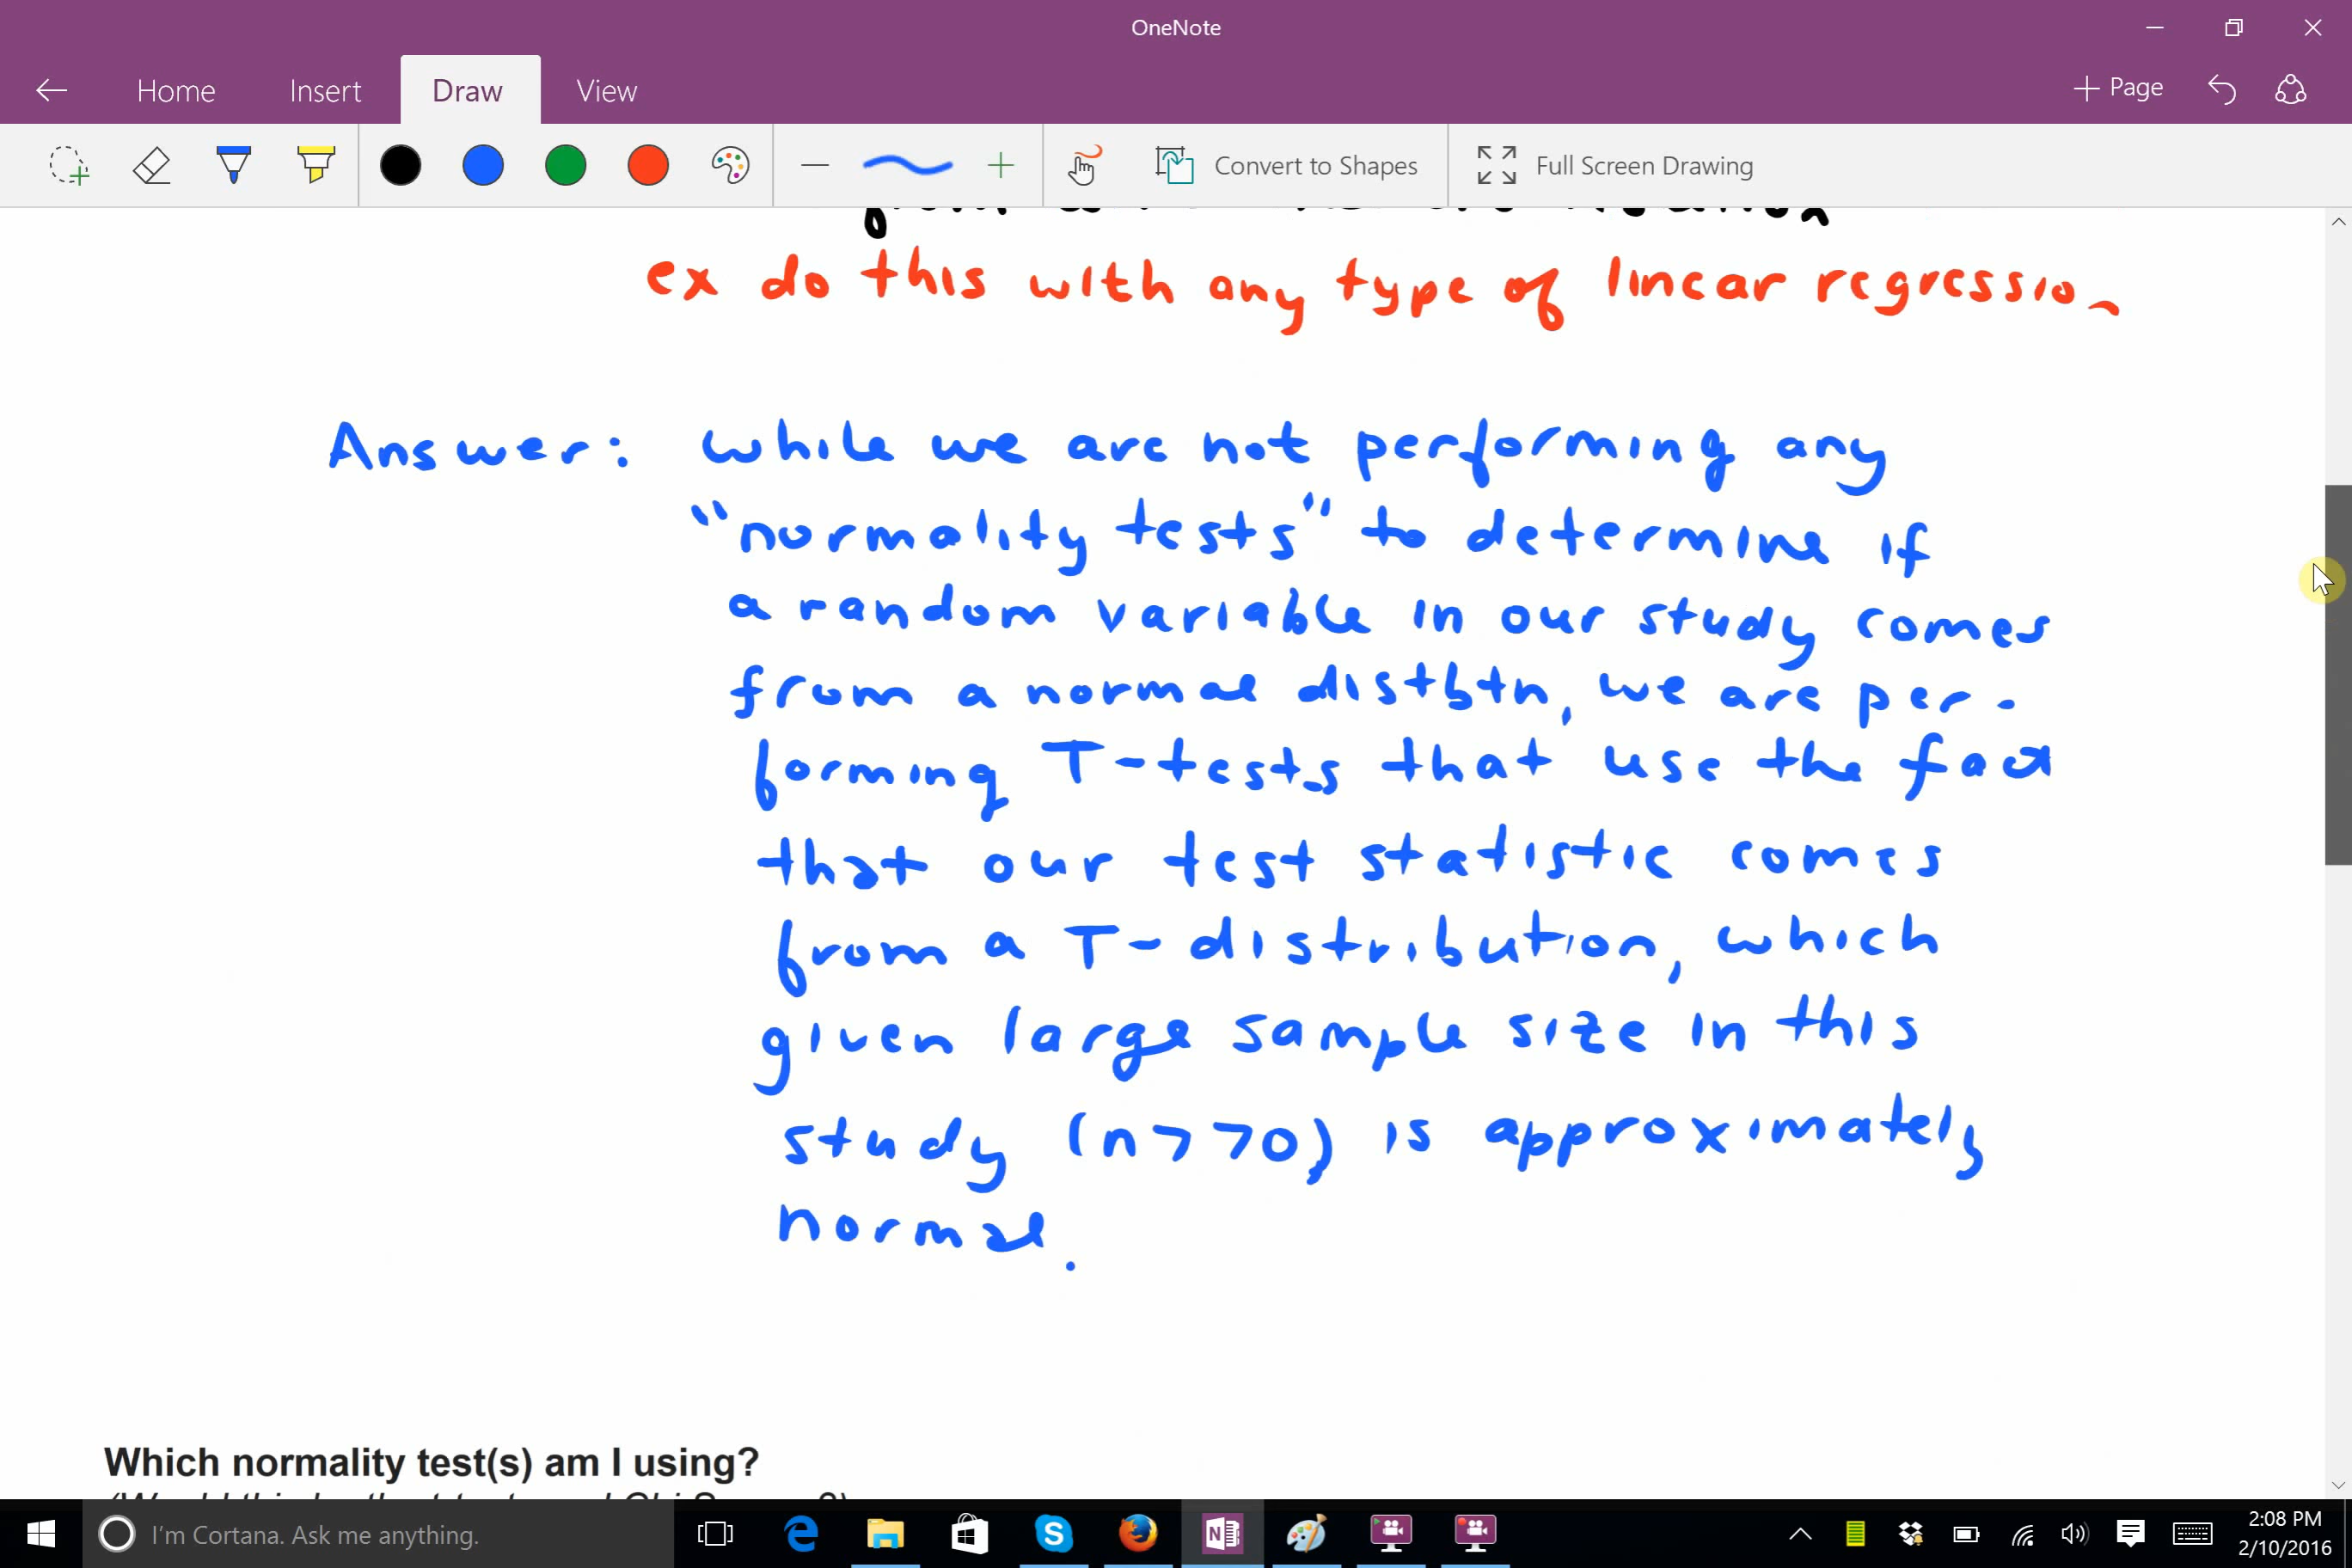 OneNote
Home Insert Draw View + Page
Convert to Shapes Full Screen Drawing
ex do this with any type of linear regression
Answer: while we are not performing any
"normality tests" to determine if
a random variable in our study comes
from a normal distbtn, we are per-
forming T-tests that use the fact
that our test statistic comes
from a T-distribution, which
given large sample size in this
study (n>>0) is approximately
normal.
Which normality test(s) am I using?
I'm Cortana. Ask me anything.
2:08 PM
2/10/2016